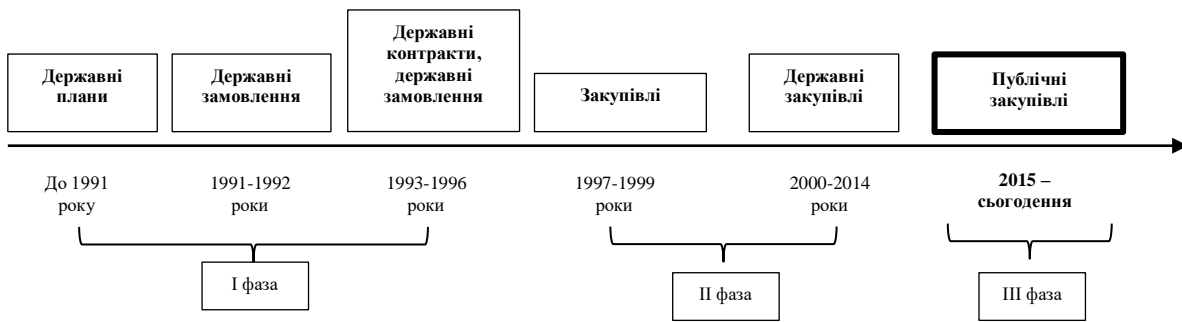 Державні
плани
Державні
замовлення
Державні
контракти,
державні
замовлення
Закупівлі
Державні
закупівлі
Публічні
закупівлі
До 1991
року
1991-1992
роки
1993-1996
роки
1997-1999
роки
2000-2014
роки
2015 –
сьогодення
І фаза
ІІ фаза
ІІІ фаза